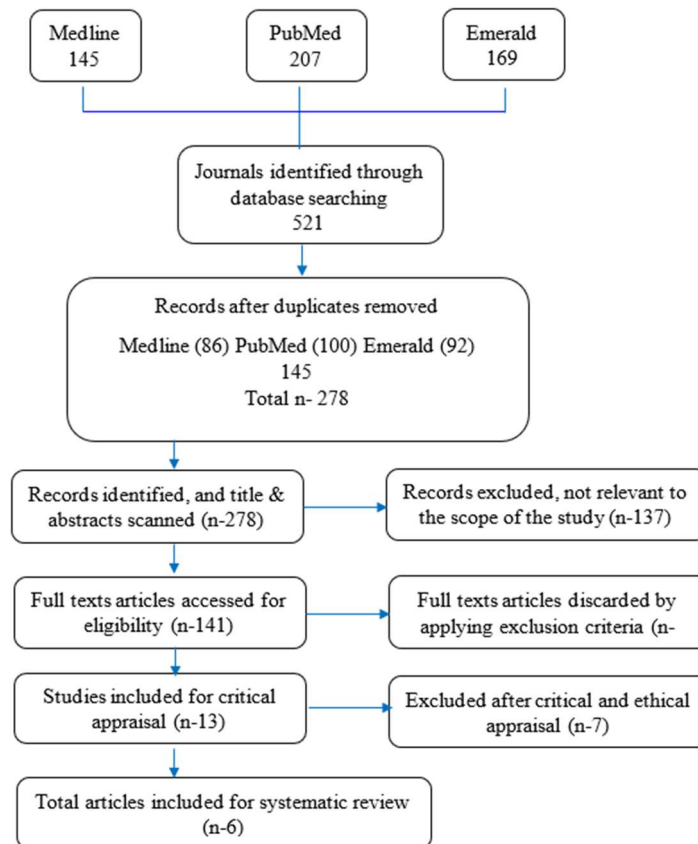 Medline
145
PubMed
207
Emerald
169
Journals identified through
database searching
521
Records after duplicates removed
Medline (86) PubMed (100) Emerald (92)
145
Total n- 278
Records identified, and title &
abstracts scanned (n-278)
Records excluded, not relevant to
the scope of the study (n-137)
Full texts articles accessed for
eligibility (n-141)
Full texts articles discarded by
applying exclusion criteria (n-
Studies included for critical
appraisal (n-13)
Excluded after critical and ethical
appraisal (n-7)
Total articles included for systematic review
(n-6)